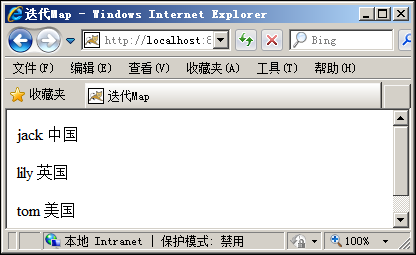 迭代Map - Windows Internet Explorer
http://localhost:8
Bing
文件(F) 编辑(E) 查看(V) 收藏夹(A) 工具(T) 帮助(H)
收藏夹 迭代Map
jack 中国
lily 英国
tom 美国
本地 Intranet | 保护模式: 禁用 100%